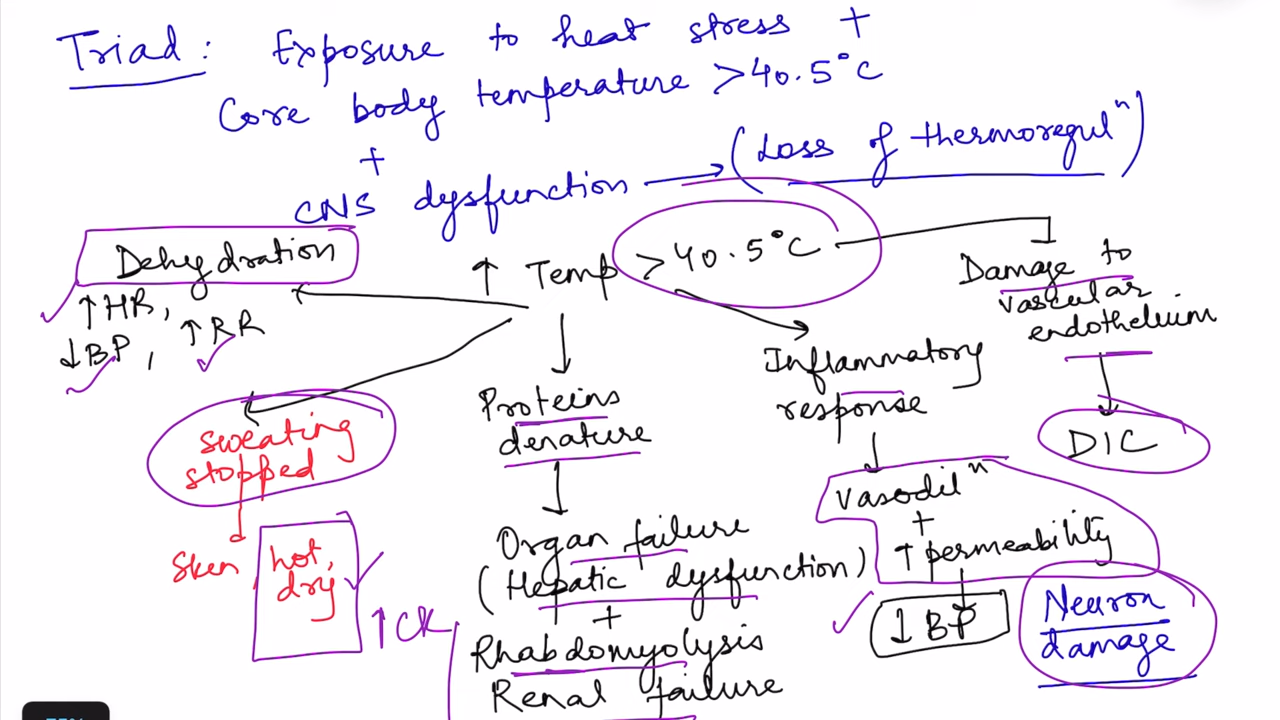 Triad : Exposure to heat stress +
Core body temperature >40.5°C
+
CNS dysfunction → (Loss of thermoregulⁿ)
Dehydration
↑HR,
↑RR
↓BP,
↑ Temp >40.5°C
Damage to
vascular
endothelium
↓
DIC
Inflammatory
response
↓
Vasodilⁿ
+
↑ permeability
↓BP
Neuron
damage
Proteins
denature
↓
Organ failure
(Hepatic dysfunction)
+
Rhabdomyolysis
Renal failure
↑CK
sweating
stopped
Skin hot,
dry